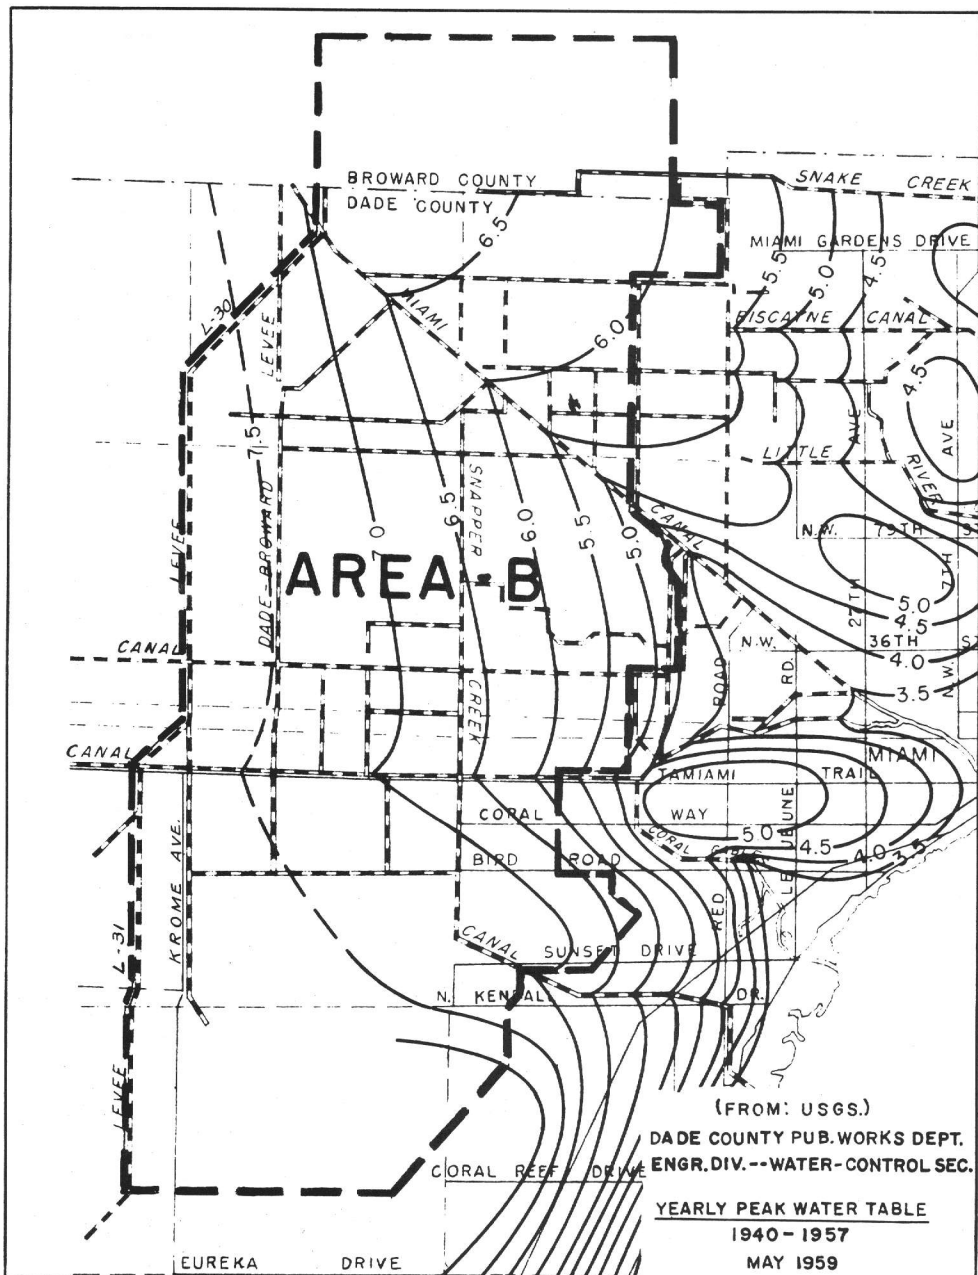 BROWARD COUNTY
DADE COUNTY
SNAKE CREEK
MIAMI GARDENS DRIVE
6.5
5.5
5.0
4.5
L-30
LEVEE
MIAMI
BISCAYNE CANAL
6.0
4.5
7.5
AVE
AVE.
LITTLE
RIVER
SNAPPER
DADE-BROWARD
7.0
6.5
6.0
5.5
5.0
CANAL
N.W. 79TH S
LEVEE
AREA-B
27TH
7TH
5.0
4.5
CANAL
N.W. 36TH S
4.0
3.5
N.W.
ROAD
RD.
CREEK
CANAL
MIAMI
TAMIAMI TRAIL
CORAL WAY
5.0
4.5
4.0
3.5
CORAL GABLE
LE JEUNE
BIRD ROAD
KROME AVE.
RED
L-31
CANAL
SUNSET DRIVE
N. KENDALL DR.
LEVEE
(FROM: USGS.)
DADE COUNTY PUB. WORKS DEPT.
ENGR. DIV.--WATER-CONTROL SEC.
CORAL REEF DRIVE
YEARLY PEAK WATER TABLE
1940-1957
MAY 1959
EUREKA DRIVE